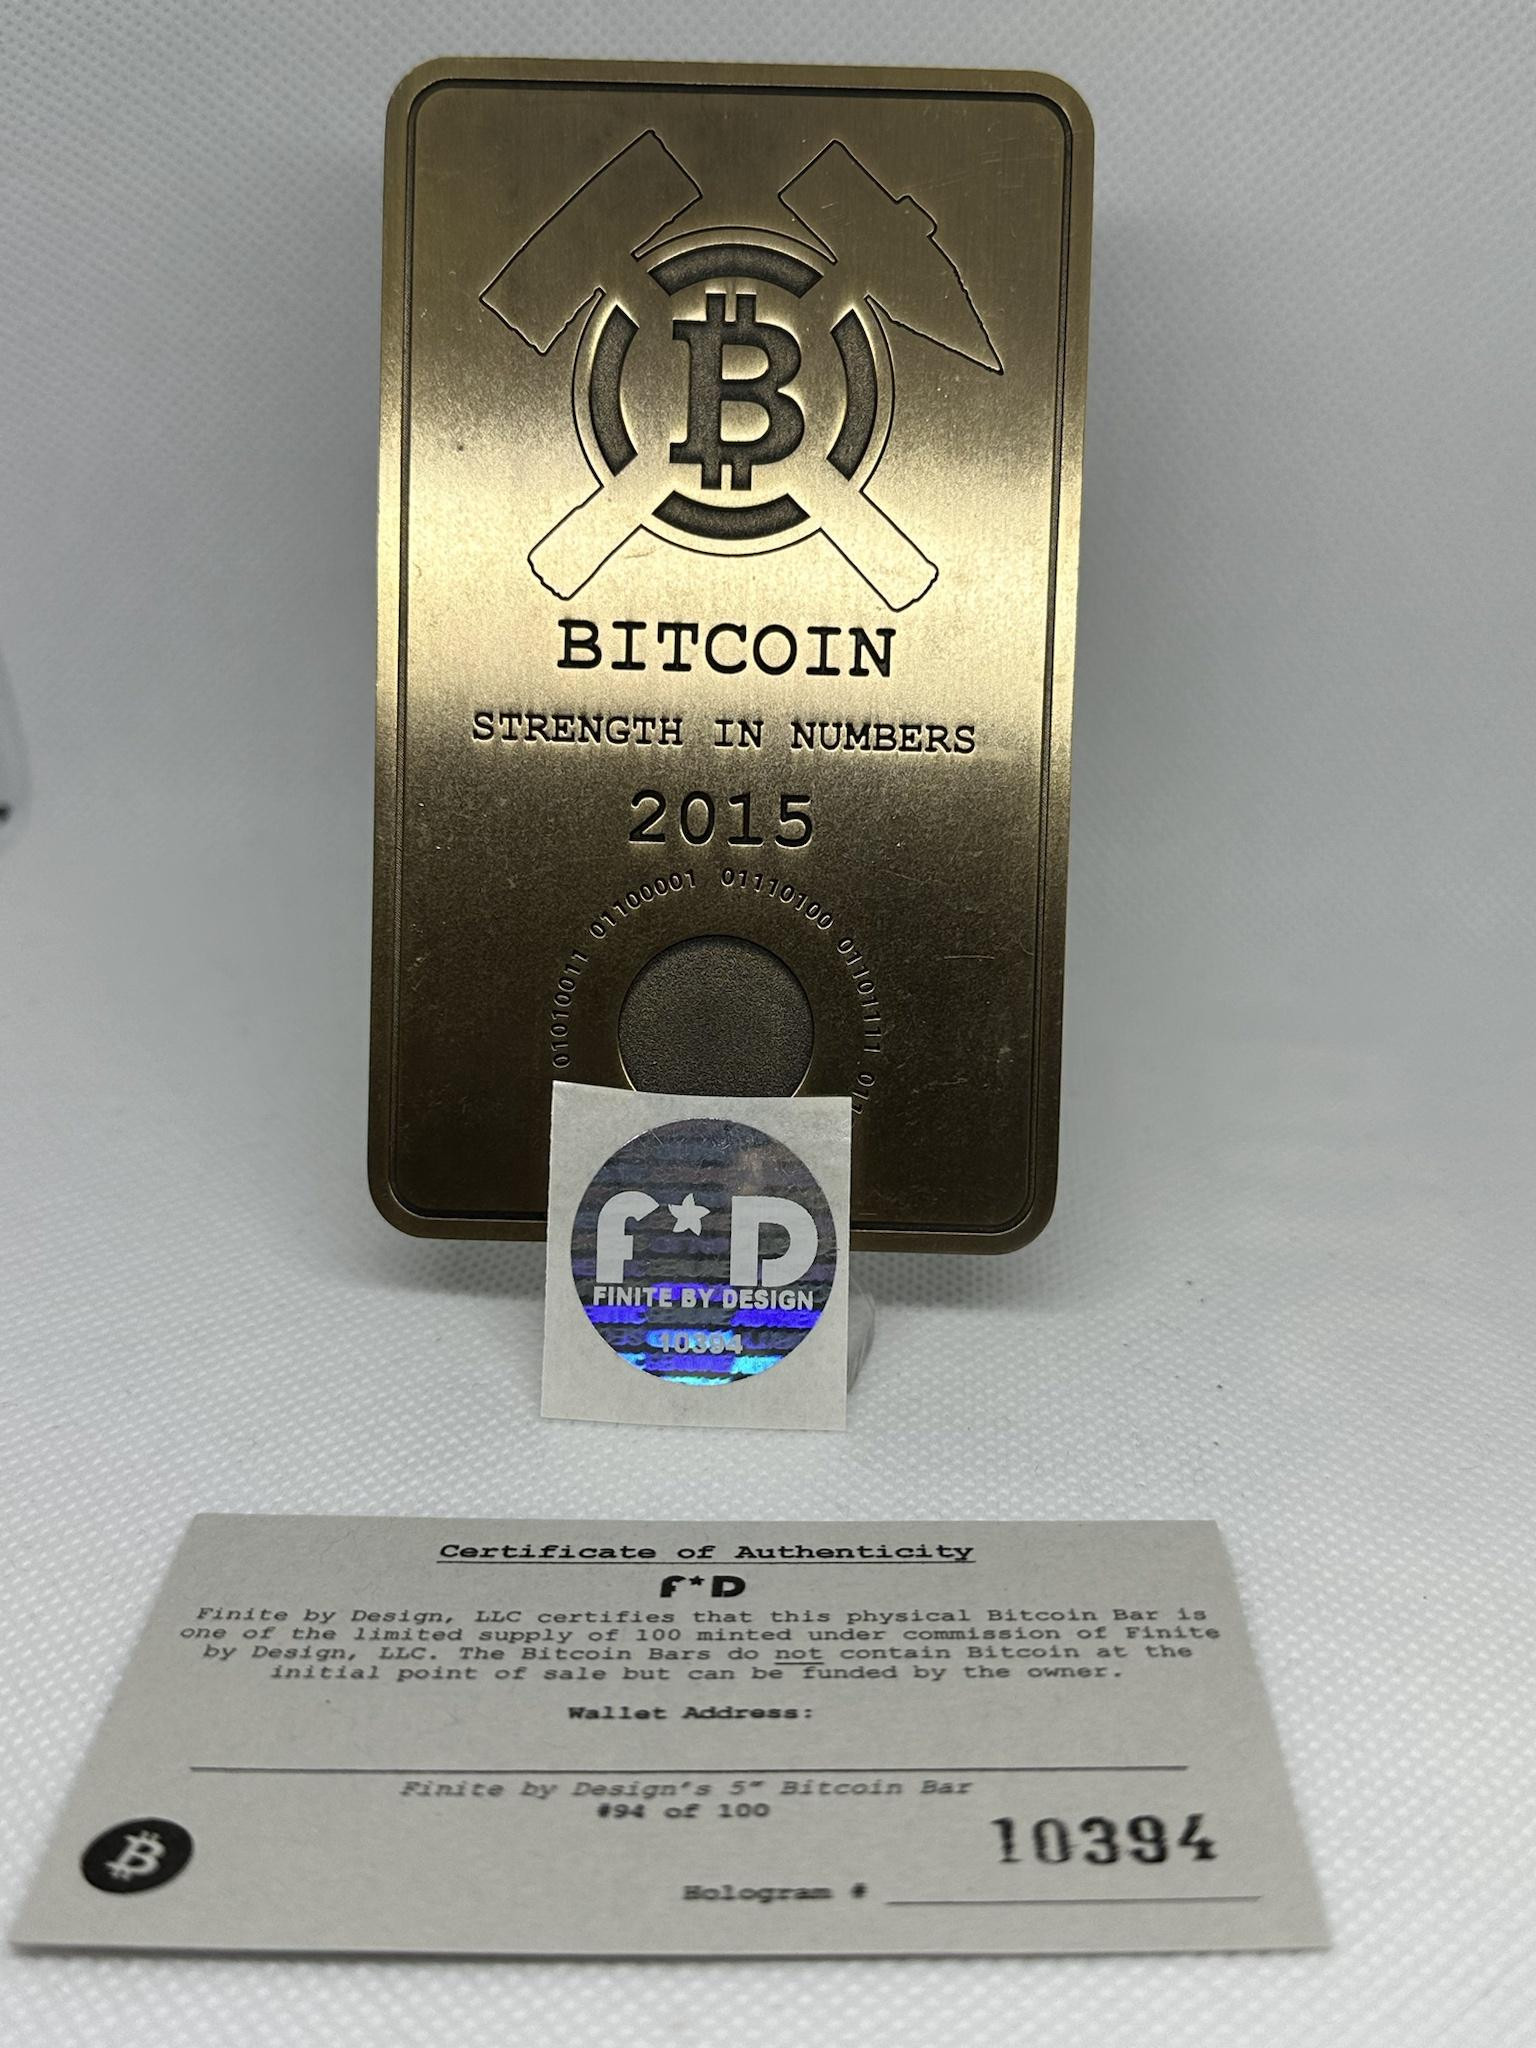 BITCOIN
STRENGTH IN NUMBERS
2015
01010011 01100001 01110100 01101111 011
f*D
FINITE BY DESIGN
10394
Certificate of Authenticity
f*D
Finite by Design, LLC certifies that this physical Bitcoin Bar is
one of the limited supply of 100 minted under commission of Finite
by Design, LLC. The Bitcoin Bars do not contain Bitcoin at the
initial point of sale but can be funded by the owner.
Wallet Address:
Finite by Design's 5" Bitcoin Bar
#94 of 100
10394
Hologram #